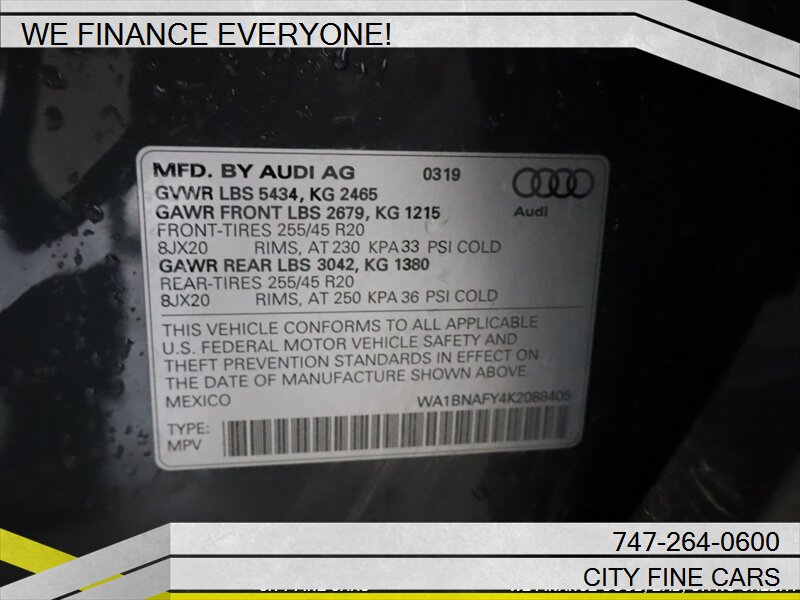 WE FINANCE EVERYONE!
MFD. BY AUDI AG 0319
GVWR LBS 5434, KG 2465
GAWR FRONT LBS 2679, KG 1215
Audi
FRONT-TIRES 255/45 R20
8JX20 RIMS, AT 230 KPA 33 PSI COLD
GAWR REAR LBS 3042, KG 1380
REAR-TIRES 255/45 R20
8JX20 RIMS, AT 250 KPA 36 PSI COLD
THIS VEHICLE CONFORMS TO ALL APPLICABLE
U.S. FEDERAL MOTOR VEHICLE SAFETY AND
THEFT PREVENTION STANDARDS IN EFFECT ON
THE DATE OF MANUFACTURE SHOWN ABOVE.
MEXICO WA1BNAFY4K2088405
TYPE:
MPV
747-264-0600
CITY FINE CARS